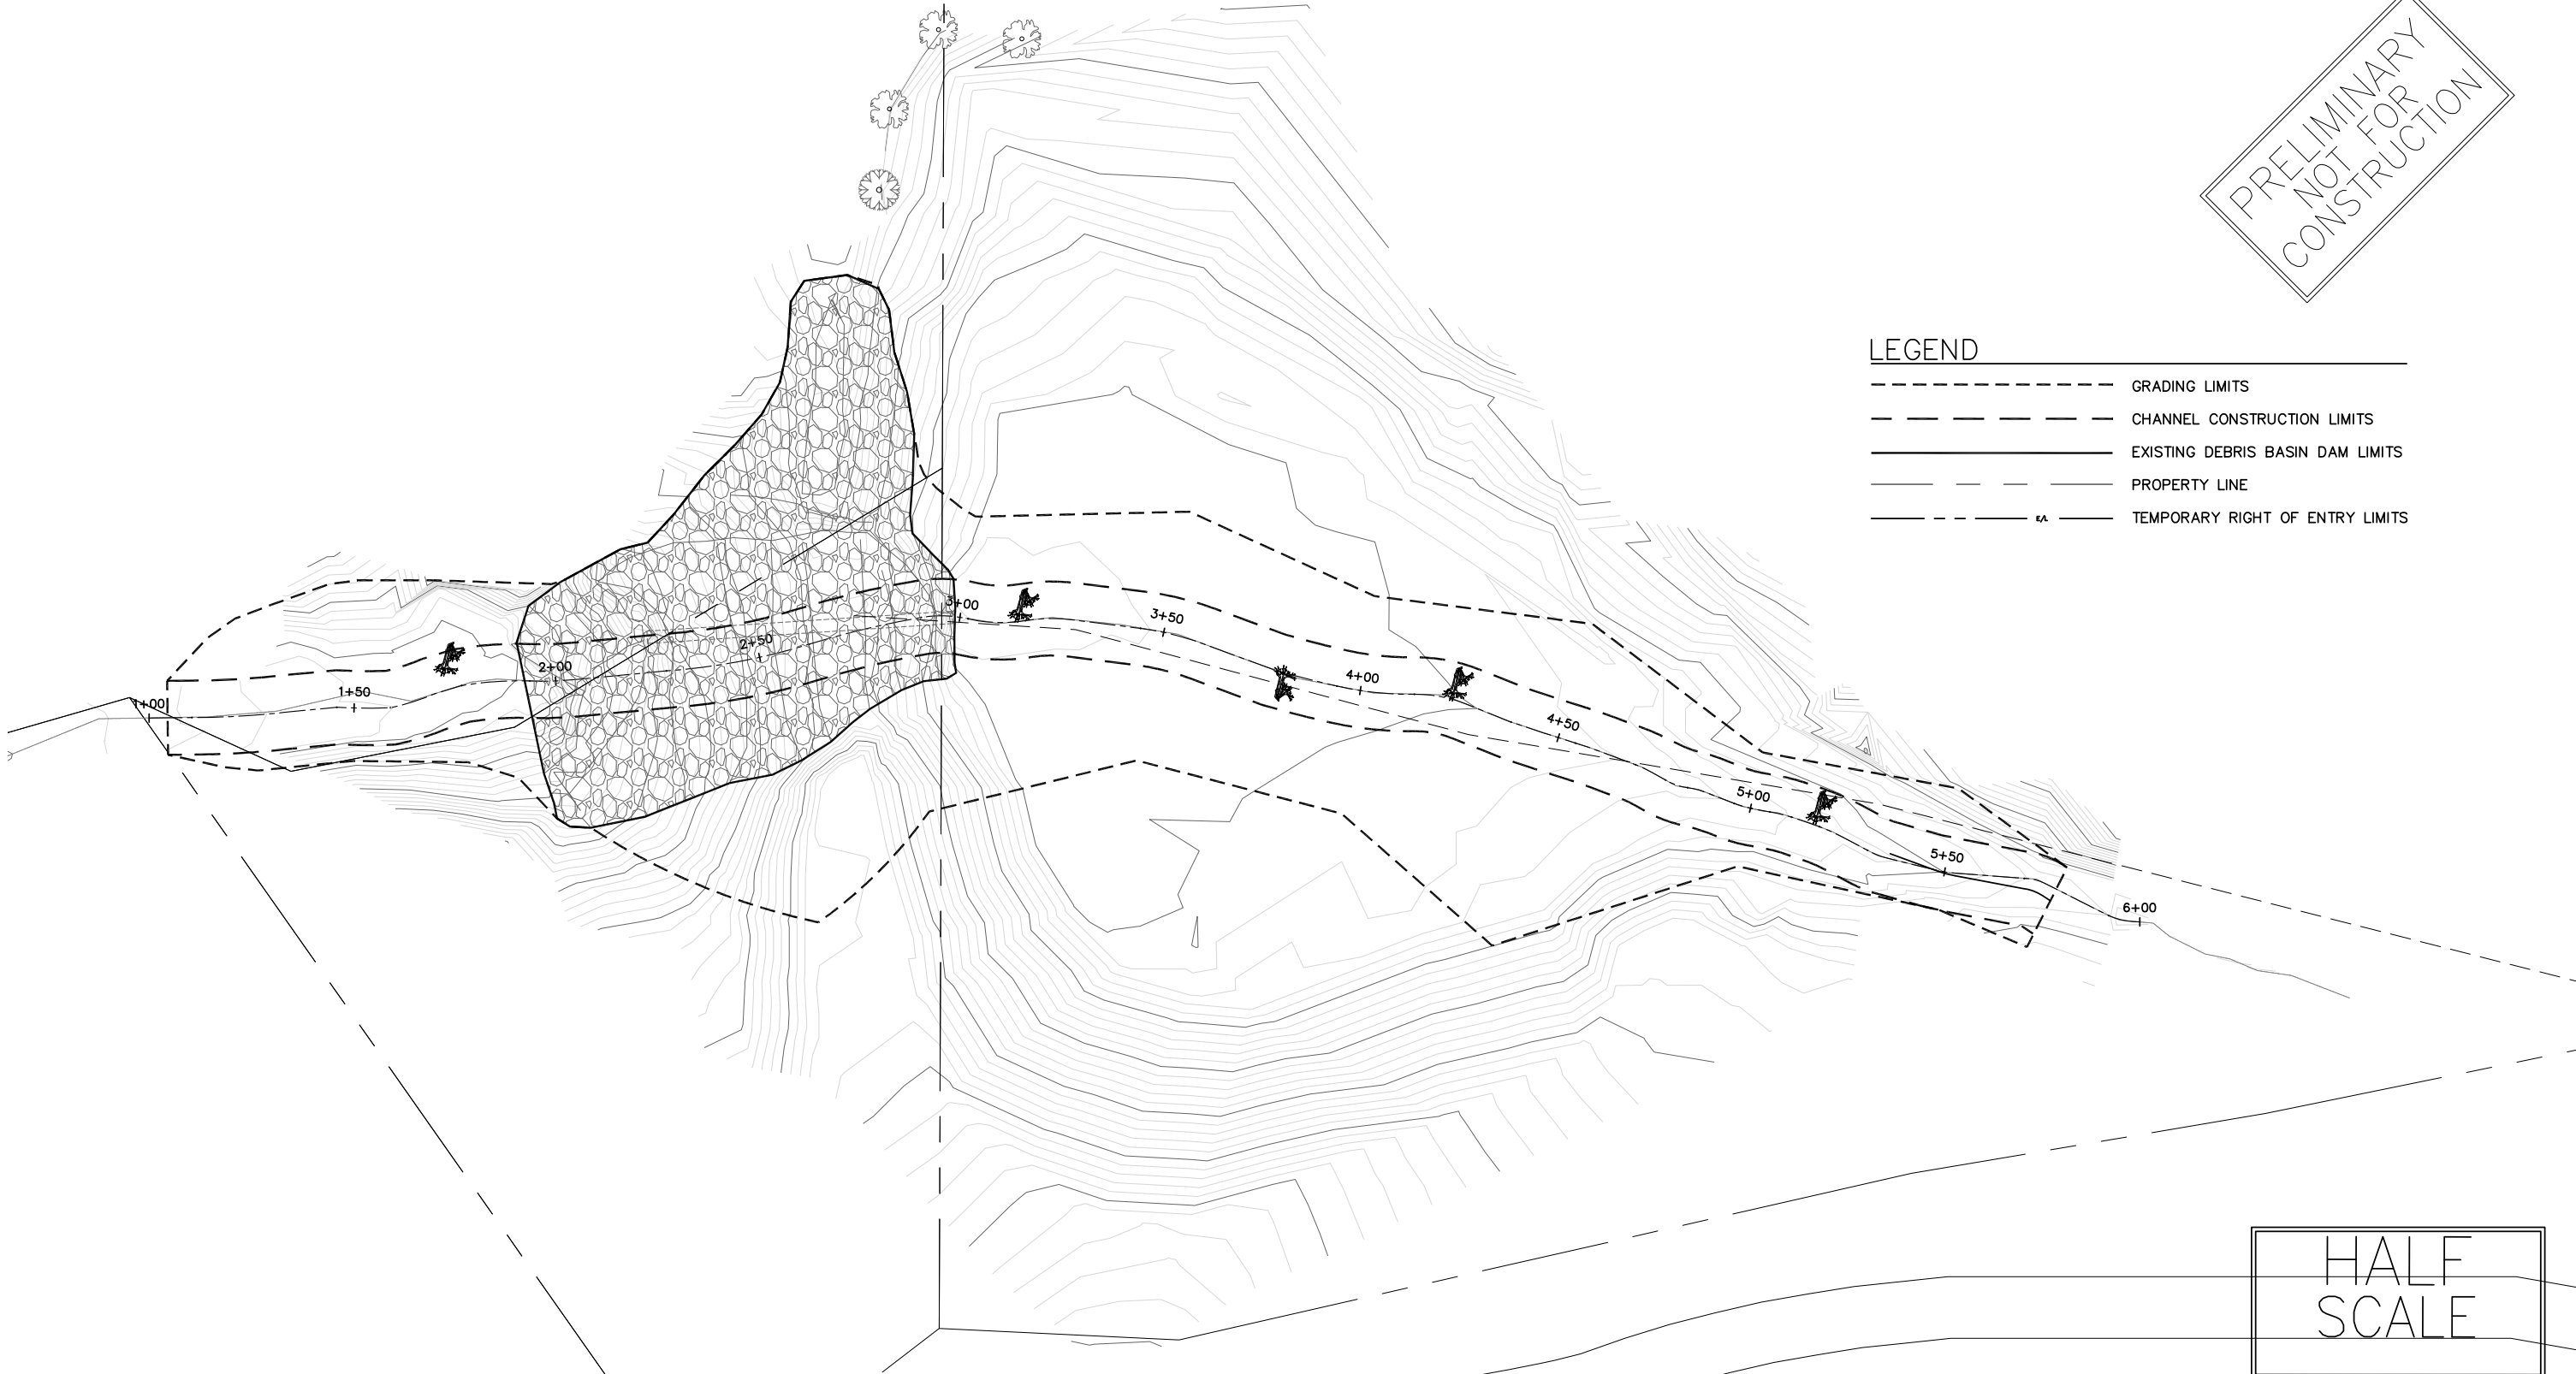 PRELIMINARY
NOT FOR
CONSTRUCTION
LEGEND
GRADING LIMITS
CHANNEL CONSTRUCTION LIMITS
EXISTING DEBRIS BASIN DAM LIMITS
PROPERTY LINE
TEMPORARY RIGHT OF ENTRY LIMITS
1+00
1+50
2+00
2+50
3+00
3+50
4+00
4+50
5+00
5+50
6+00
HALF
SCALE